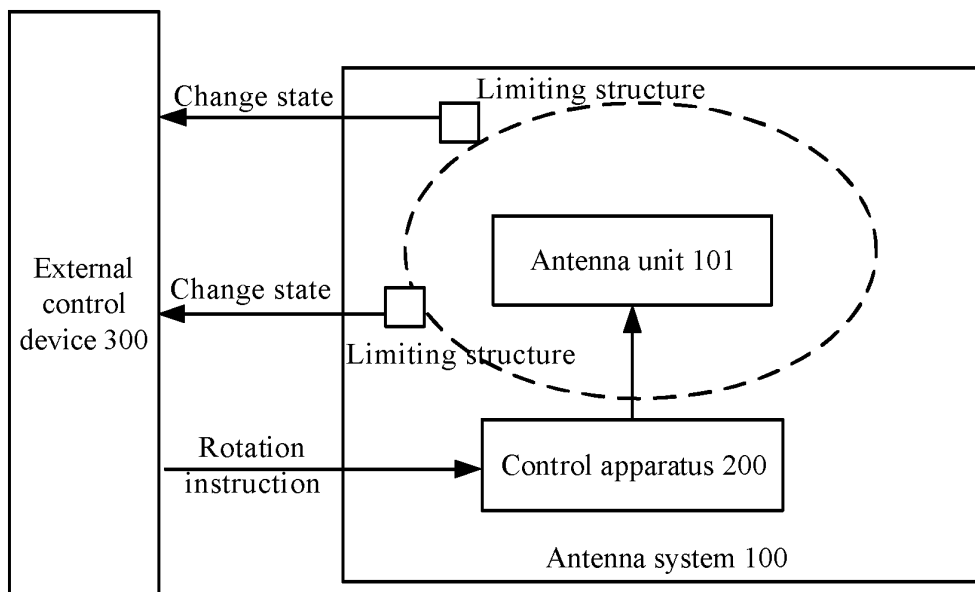 Limiting structure
Change state
Antenna unit 101
External
control
device 300
Change state
Limiting structure
Rotation
instruction
Control apparatus 200
Antenna system 100